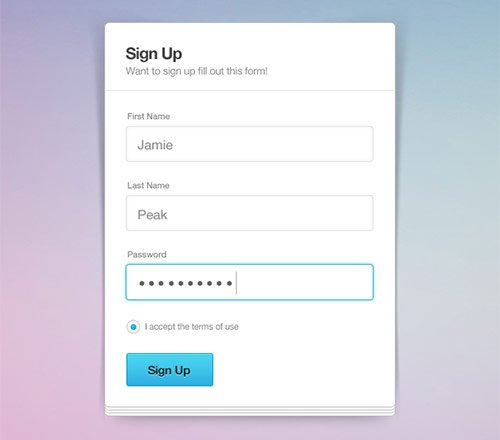 Sign Up
Want to sign up fill out this form!
First Name
Jamie
Last Name
Peak
Password
••••••••••
I accept the terms of use
Sign Up